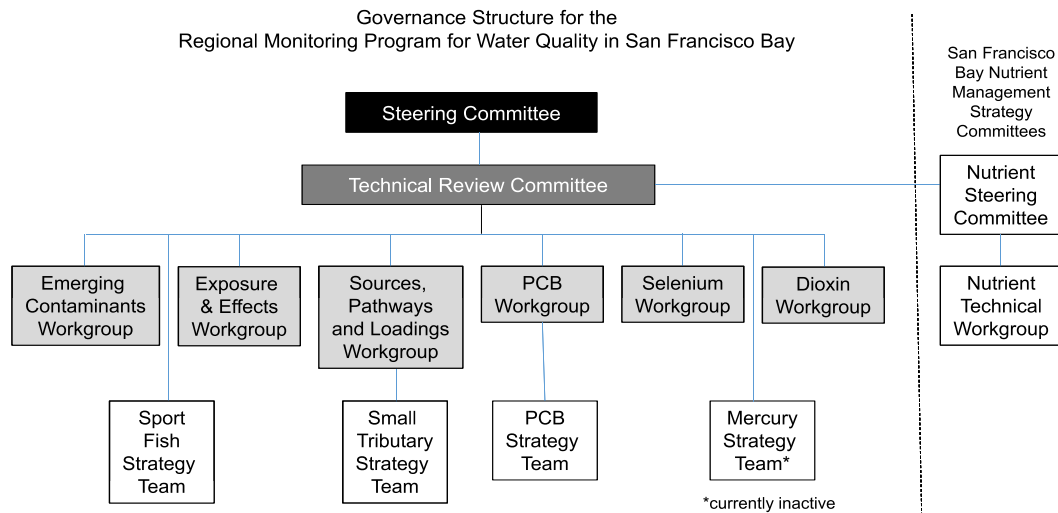 Governance Structure for the
Regional Monitoring Program for Water Quality in San Francisco Bay
San Francisco
Bay Nutrient
Management
Strategy
Committees
Steering Committee
Technical Review Committee
Nutrient
Steering
Committee
Emerging
Contaminants
Workgroup
Exposure
& Effects
Workgroup
Sources,
Pathways
and Loadings
Workgroup
PCB
Workgroup
Selenium
Workgroup
Dioxin
Workgroup
Nutrient
Technical
Workgroup
Sport
Fish
Strategy
Team
Small
Tributary
Strategy
Team
PCB
Strategy
Team
Mercury
Strategy
Team*
*currently inactive